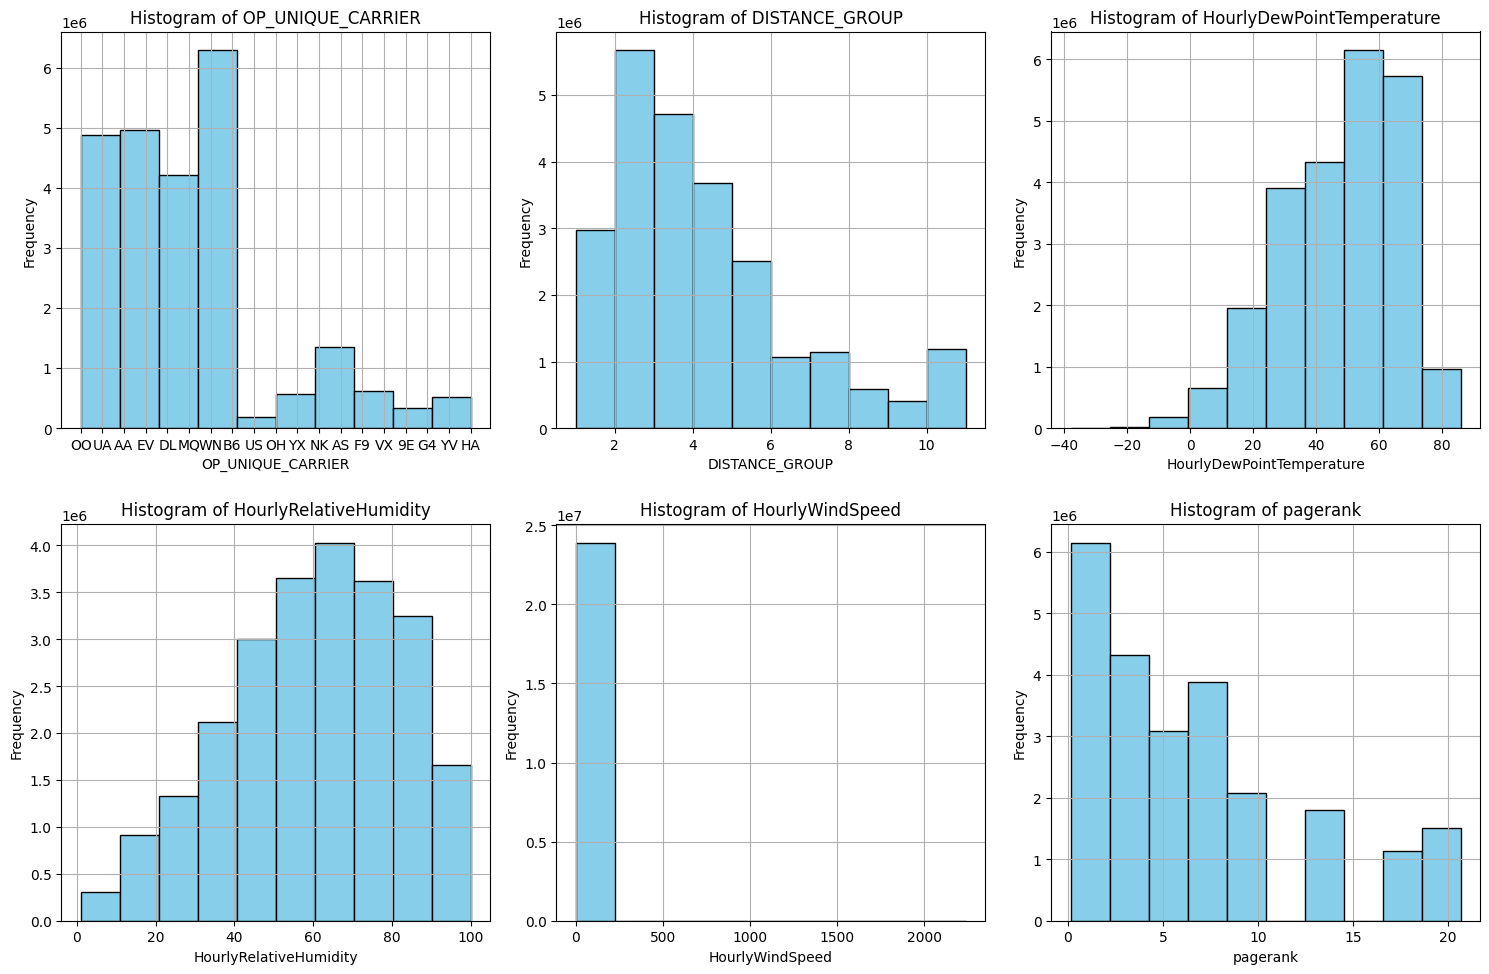 Histogram of OP_UNIQUE_CARRIER
1e6
6
5
4
3
2
1
0
Frequency
OO UA AA EV DL MQ WN B6 US OH YX NK AS F9 VX 9E G4 YV HA
OP_UNIQUE_CARRIER
Histogram of DISTANCE_GROUP
1e6
5
4
3
2
1
0
Frequency
2 4 6 8 10
DISTANCE_GROUP
Histogram of HourlyDewPointTemperature
1e6
6
5
4
3
2
1
0
Frequency
−40 −20 0 20 40 60 80
HourlyDewPointTemperature
Histogram of HourlyRelativeHumidity
1e6
4.0
3.5
3.0
2.5
2.0
1.5
1.0
0.5
0.0
Frequency
0 20 40 60 80 100
HourlyRelativeHumidity
Histogram of HourlyWindSpeed
1e7
2.5
2.0
1.5
1.0
0.5
0.0
Frequency
0 500 1000 1500 2000
HourlyWindSpeed
Histogram of pagerank
1e6
6
5
4
3
2
1
0
Frequency
0 5 10 15 20
pagerank